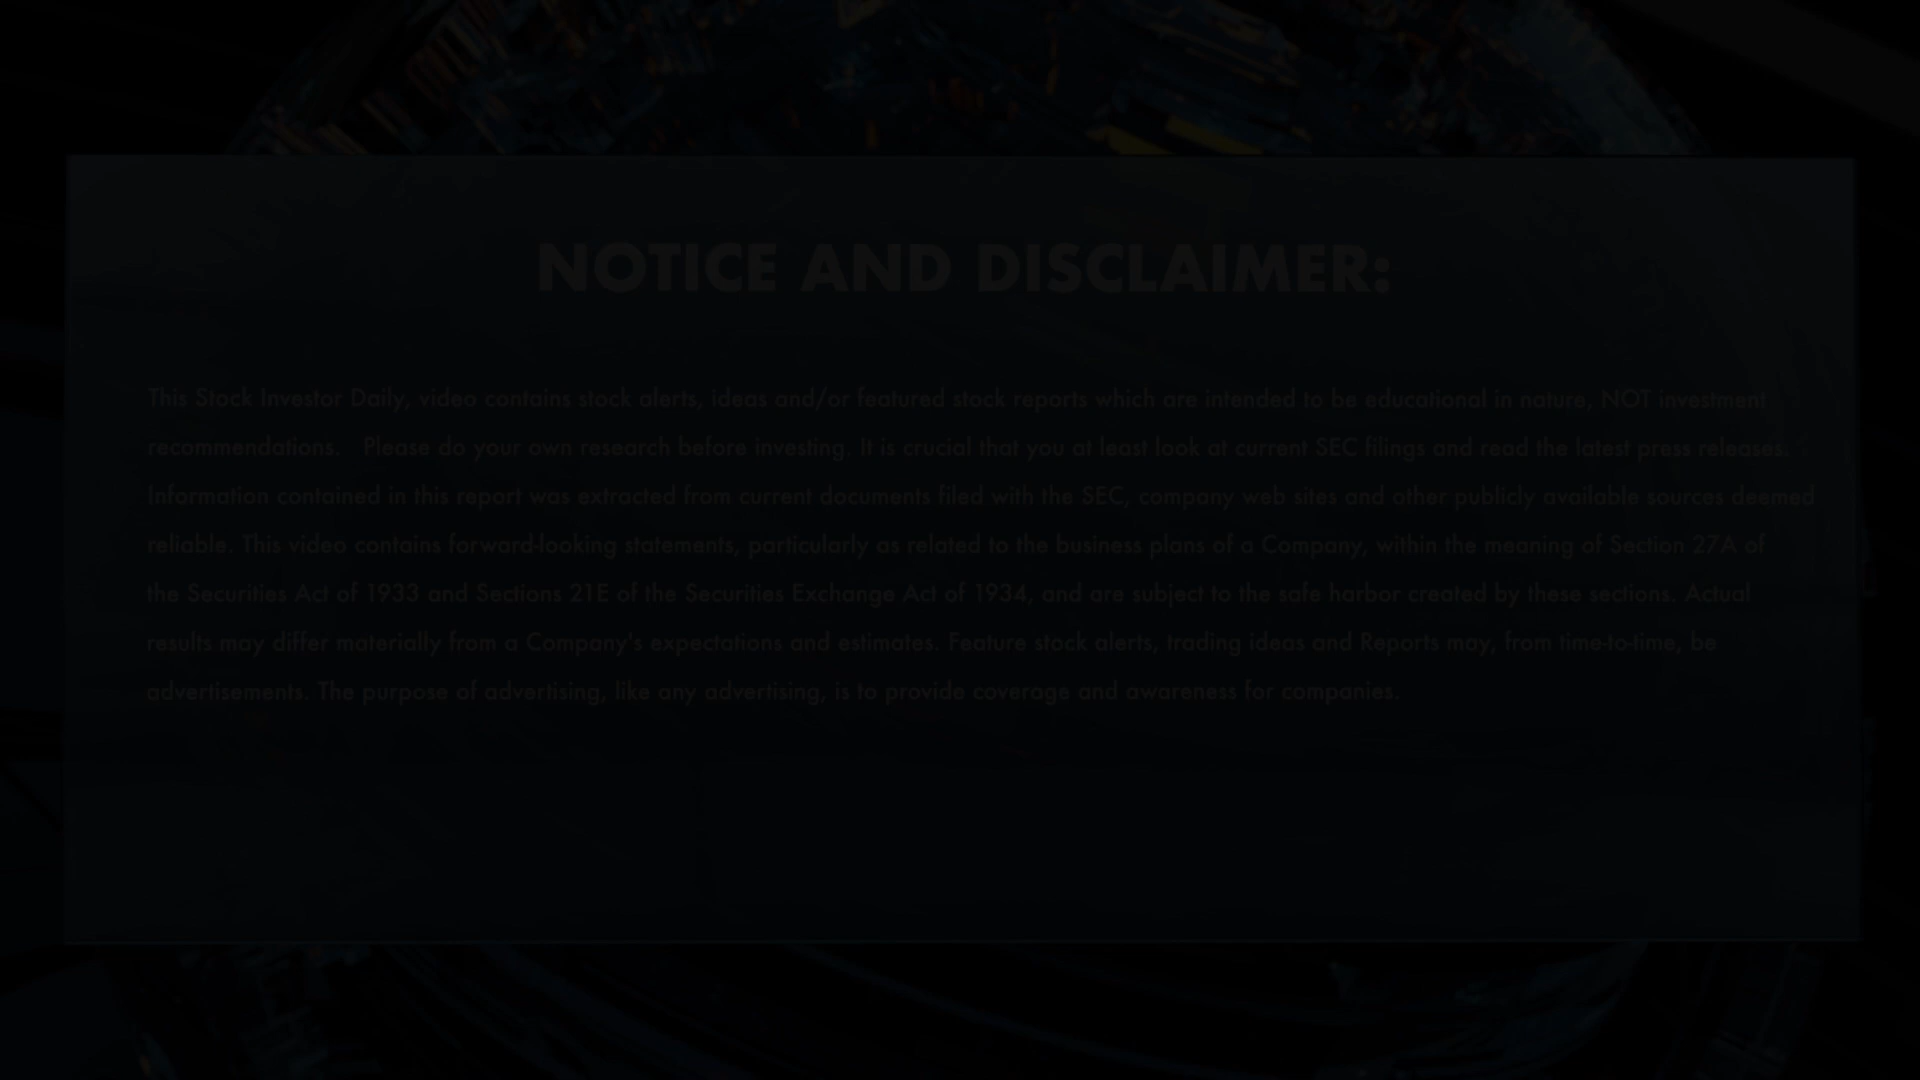 NOTICE AND DISCLAIMER:
This Stock Investor Daily, video contains stock alerts, ideas and/or featured stock reports which are intended to be educational in nature, NOT investment
recommendations. Please do your own research before investing. It is crucial that you at least look at current SEC filings and read the latest press releases.
Information contained in this report was extracted from current documents filed with the SEC, company web sites and other publicly available sources deemed
reliable. This video contains forward-looking statements, particularly as related to the business plans of a Company, within the meaning of Section 27A of
the Securities Act of 1933 and Sections 21E of the Securities Exchange Act of 1934, and are subject to the safe harbor created by these sections. Actual
results may differ materially from a Company's expectations and estimates. Feature stock alerts, trading ideas and Reports may, from time-to-time, be
advertisements. The purpose of advertising, like any advertising, is to provide coverage and awareness for companies.